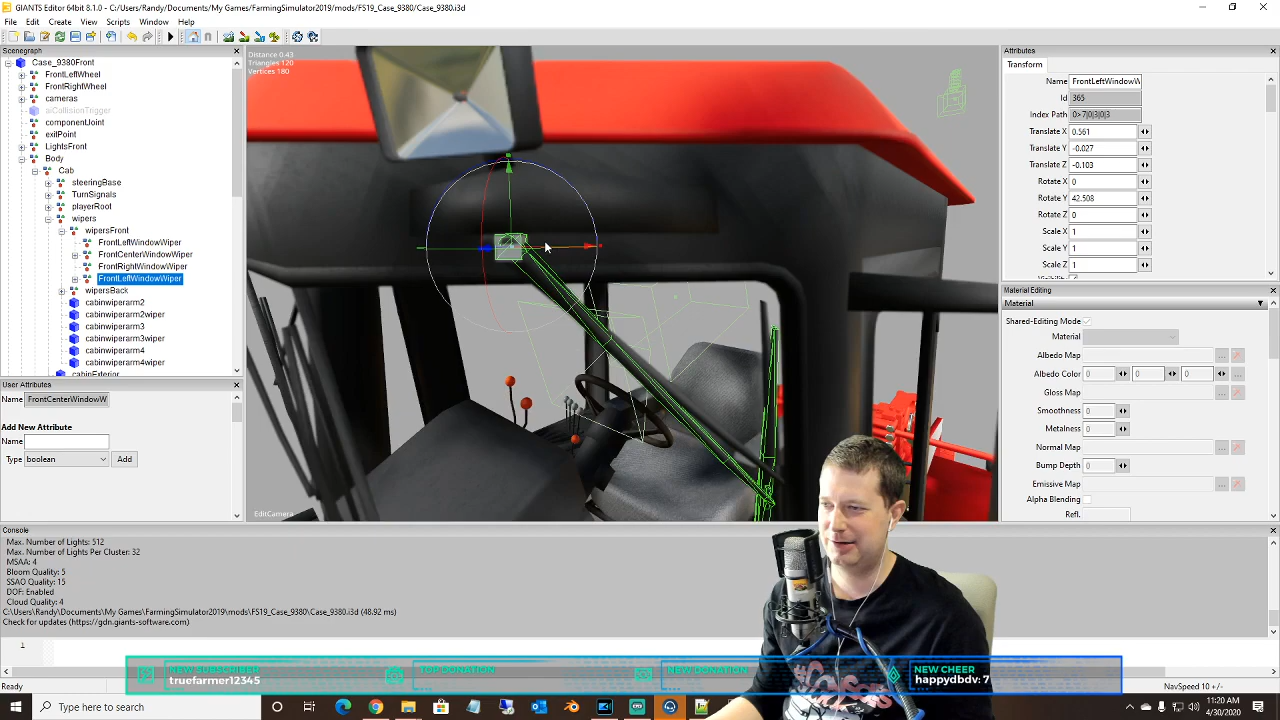 GIANTS Editor 64bit 8.1.0 - C:/Users/Randy/Documents/My Games/FarmingSimulator2019/mods/FS19_Case_9380/Case_9380.i3d
File Edit Create View Scripts Window Help
Scenegraph
Case_9380Front
FrontLeftWheel
FrontRightWheel
cameras
aiCollisionTrigger
componentJoint
exitPoint
LightsFront
Body
Cab
steeringBase
TurnSignals
playerRoot
wipers
wipersFront
FrontLeftWindowWiper
FrontCenterWindowWiper
FrontRightWindowWiper
FrontLeftWindowWiper
wipersBack
cabinwiperarm2
cabinwiperarm2wiper
cabinwiperarm3
cabinwiperarm3wiper
cabinwiperarm4
cabinwiperarm4wiper
cabinExterior
User Attributes
Name FrontCenterWindowW
Add New Attribute
Name
Type boolean Add
Distance 0.43
Triangles 120
Vertices 180
EditCamera
Attributes
Transform
Name FrontLeftWindowW
Id 365
Index Path 0>7|0|3|0|3
Translate X 0.561
Translate Y -0.027
Translate Z -0.103
Rotate X 0
Rotate Y 42.508
Rotate Z 0
Scale X 1
Scale Y 1
Scale Z 1
Material Editing
Material
Shared-Editing Mode
Material
Albedo Map ...
Albedo Color 0 0 0 ...
Gloss Map ...
Smoothness 0
Metalness 0
Normal Map ...
Bump Depth 0
Emissive Map ...
Alpha Blending
Refl.
Console
Max. Number of Lights Per Cluster: 32
MSAA: 4
Bloom Quality: 5
SSAO Quality: 15
DOF: Enabled
Cloud Quality: 4
C:/Users/Randy/Documents/My Games/FarmingSimulator2019/mods/FS19_Case_9380/Case_9380.i3d (48.92 ms)
Check for updates (https://gdn.giants-software.com)
NEW SUBSCRIBER
truefarmer12345
TOP DONATION
NEW DONATION
NEW CHEER
happydbdv: 7
Ready
NavSpeed 10 +/-
Type here to search
11:20 AM
4/30/2020